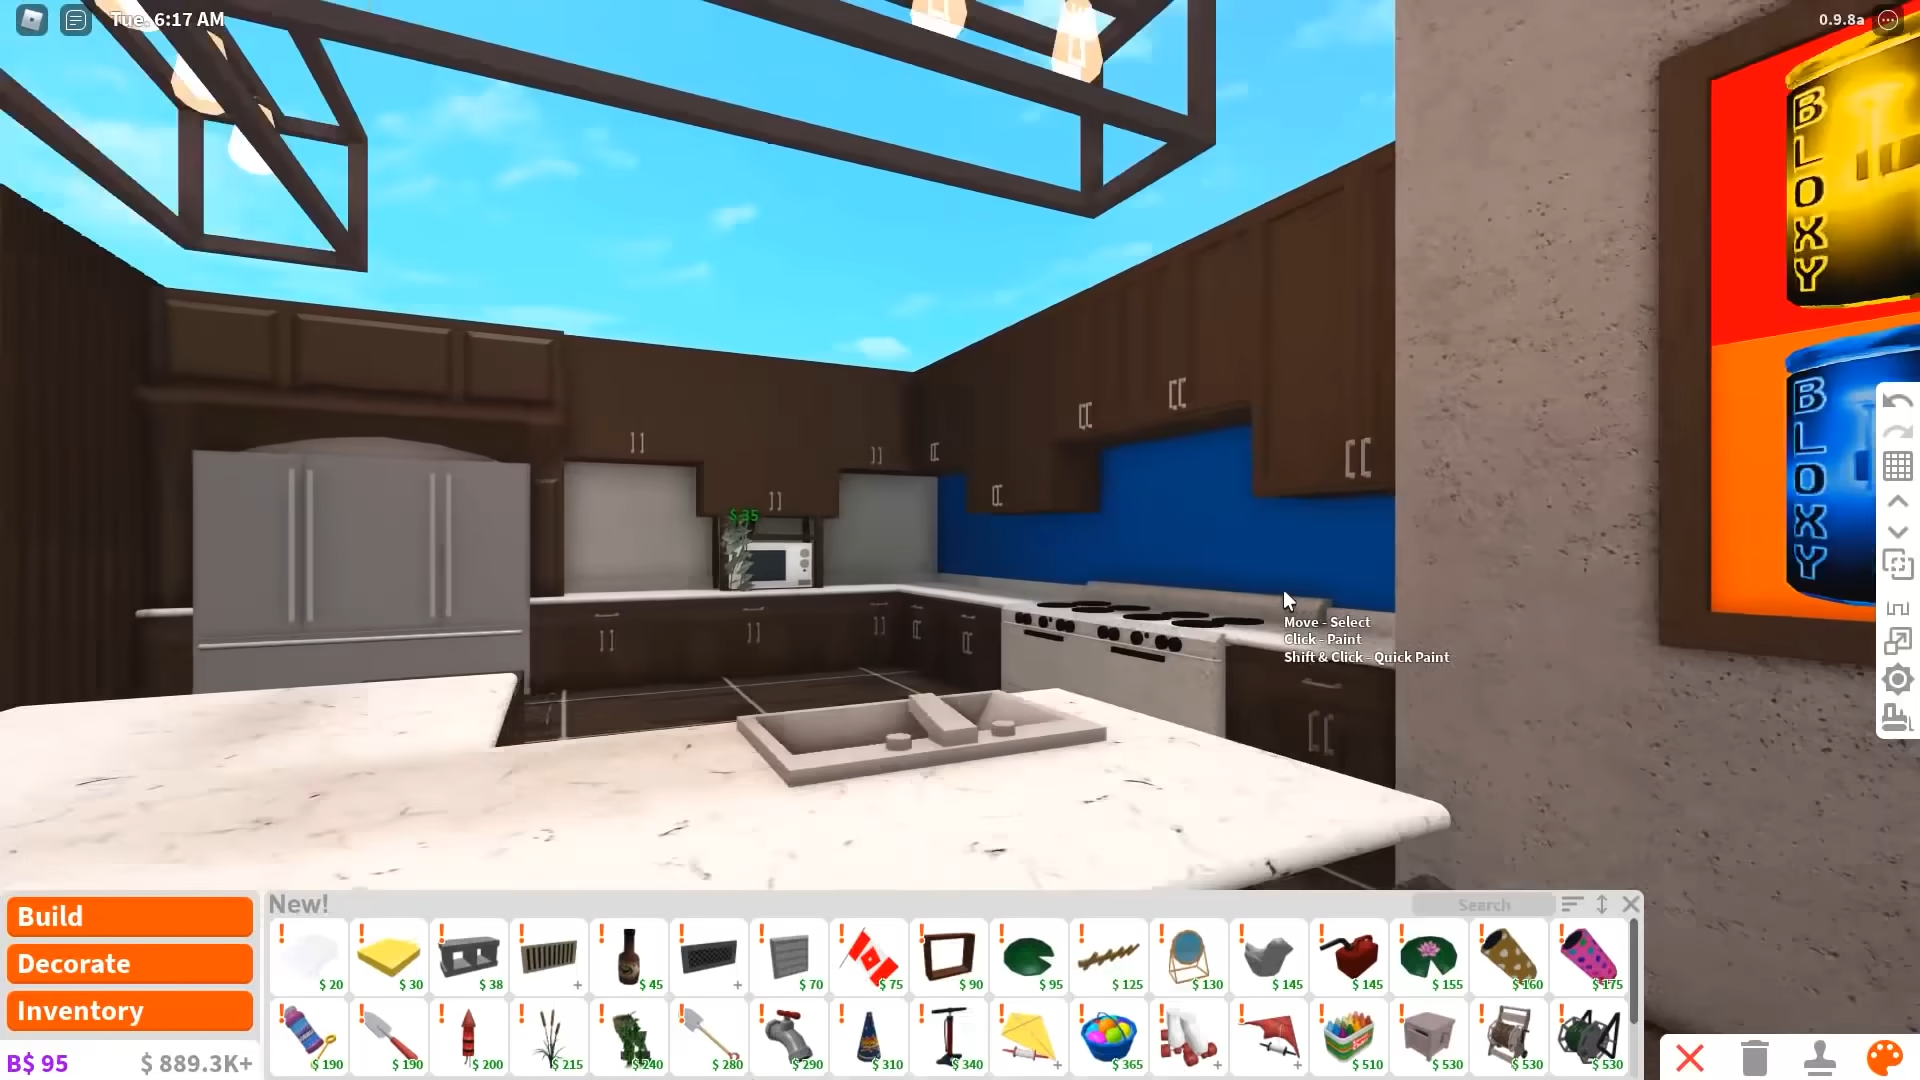 Tue. 6:17 AM
0.9.8a
BLOXY
BLOXY
$ 35
Move - Select
Click - Paint
Shift & Click - Quick Paint
Build
Decorate
Inventory
B$ 95
$ 889.3K+
New!
Search
$ 20
$ 30
$ 38
+
$ 45
+
$ 70
$ 75
$ 90
$ 95
$ 125
$ 130
$ 145
$ 145
$ 155
$ 160
$ 175
$ 190
$ 190
$ 200
$ 215
$ 240
$ 280
$ 290
$ 310
$ 340
+
$ 365
+
+
$ 510
$ 530
$ 530
$ 530